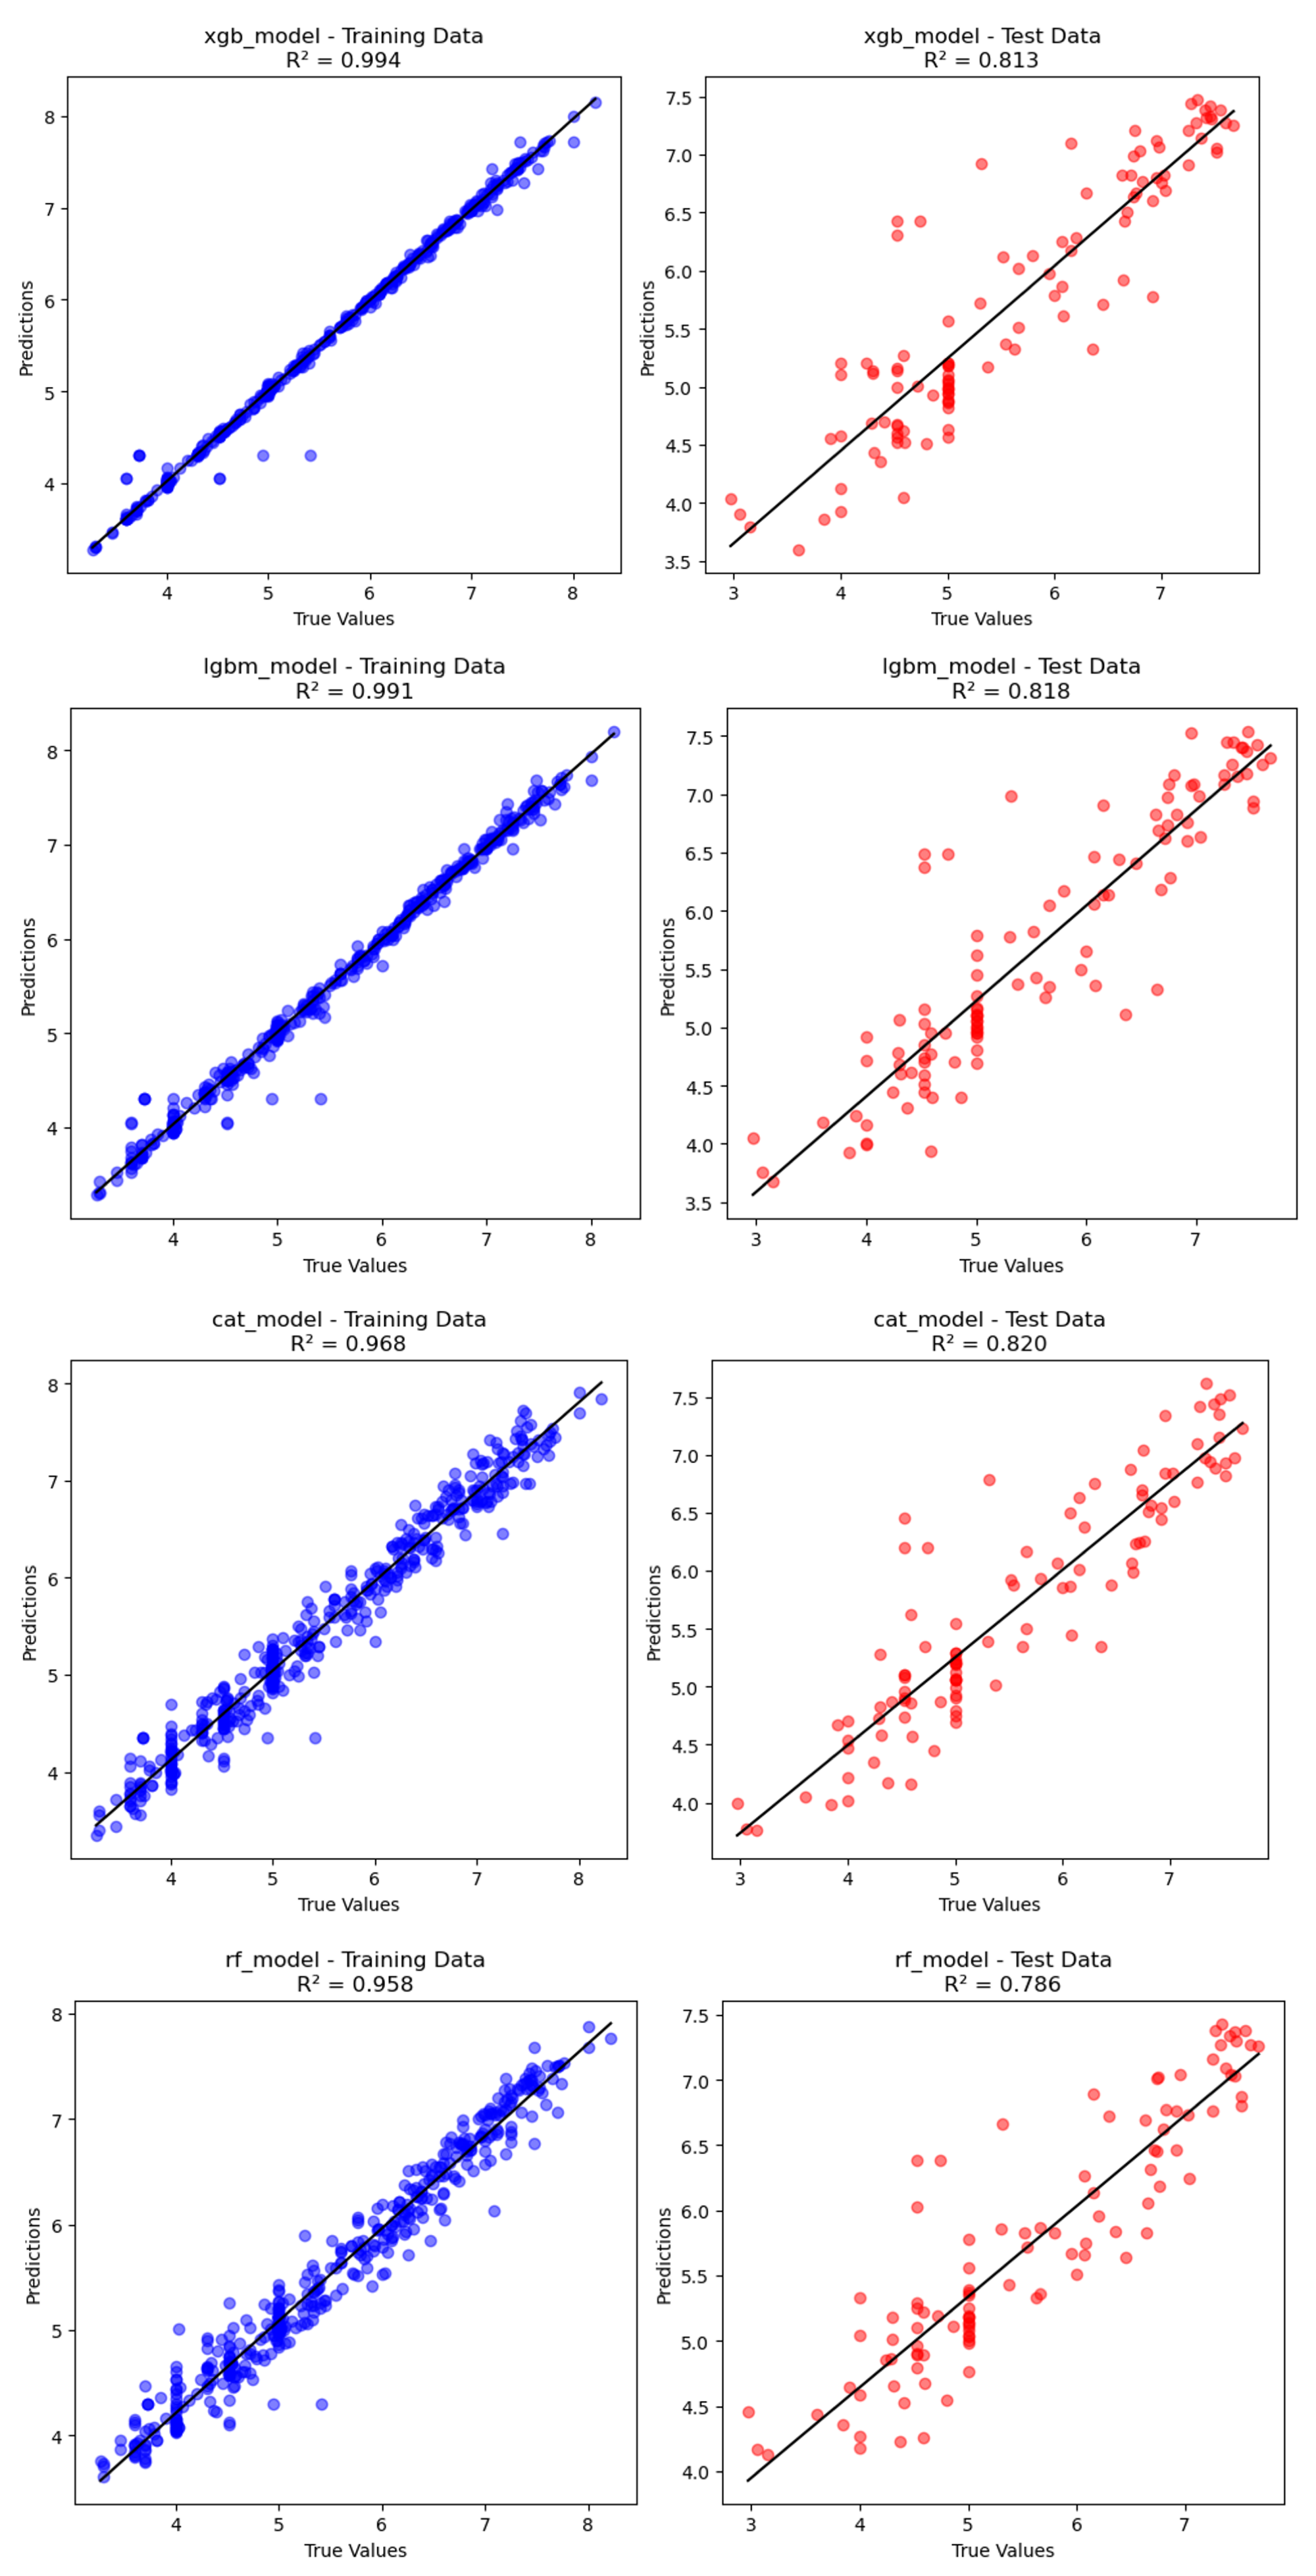 xgb_model - Training Data
R² = 0.994
8
7
6
5
4
Predictions
4 5 6 7 8
True Values
xgb_model - Test Data
R² = 0.813
7.5
7.0
6.5
6.0
5.5
5.0
4.5
4.0
3.5
Predictions
3 4 5 6 7
True Values
lgbm_model - Training Data
R² = 0.991
8
7
6
5
4
Predictions
4 5 6 7 8
True Values
lgbm_model - Test Data
R² = 0.818
7.5
7.0
6.5
6.0
5.5
5.0
4.5
4.0
3.5
Predictions
3 4 5 6 7
True Values
cat_model - Training Data
R² = 0.968
8
7
6
5
4
Predictions
4 5 6 7 8
True Values
cat_model - Test Data
R² = 0.820
7.5
7.0
6.5
6.0
5.5
5.0
4.5
4.0
Predictions
3 4 5 6 7
True Values
rf_model - Training Data
R² = 0.958
8
7
6
5
4
Predictions
4 5 6 7 8
True Values
rf_model - Test Data
R² = 0.786
7.5
7.0
6.5
6.0
5.5
5.0
4.5
4.0
Predictions
3 4 5 6 7
True Values